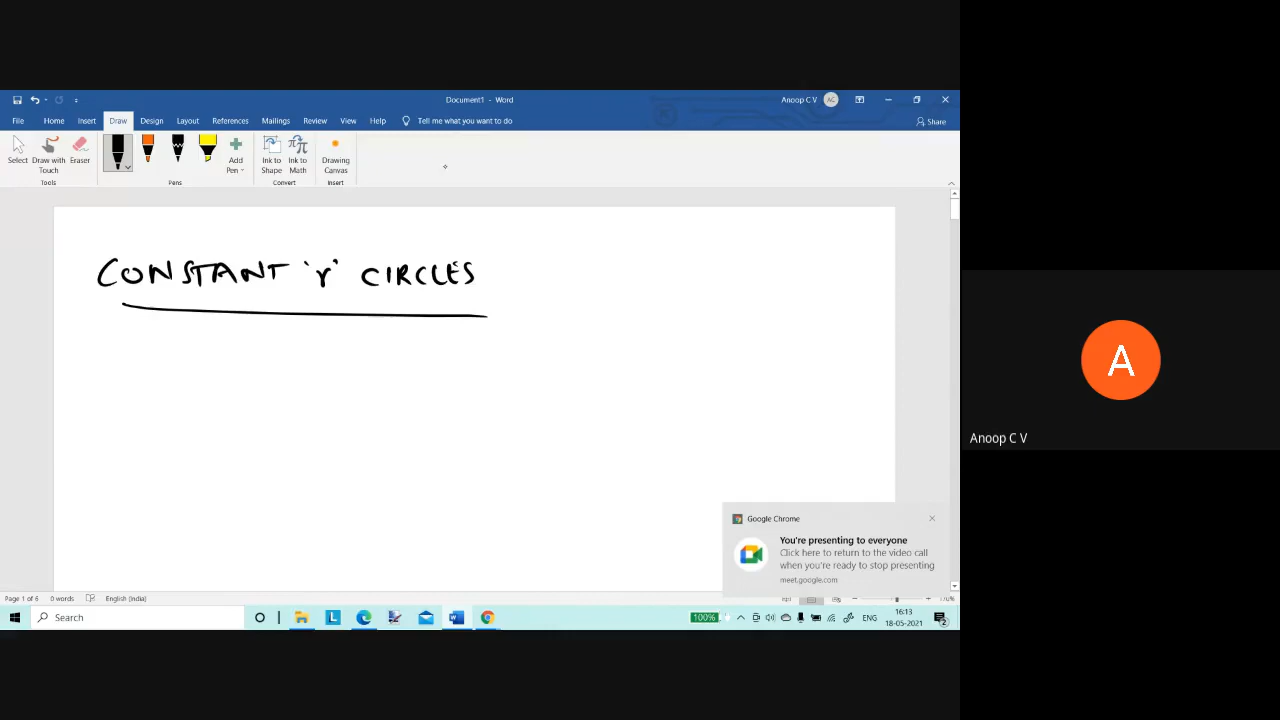 Document1 - Word
Anoop C V
AC
File
Home
Insert
Draw
Design
Layout
References
Mailings
Review
View
Help
Tell me what you want to do
Share
Select
Draw with Touch
Eraser
Add Pen
Ink to Shape
Ink to Math
Drawing Canvas
Tools
Pens
Convert
Insert
CONSTANT 'r' CIRCLES
A
Anoop C V
Google Chrome
You're presenting to everyone
Click here to return to the video call
when you're ready to stop presenting
meet.google.com
Page 1 of 6
0 words
English (India)
170%
Search
L
100%
ENG
16:13
18-05-2021
2